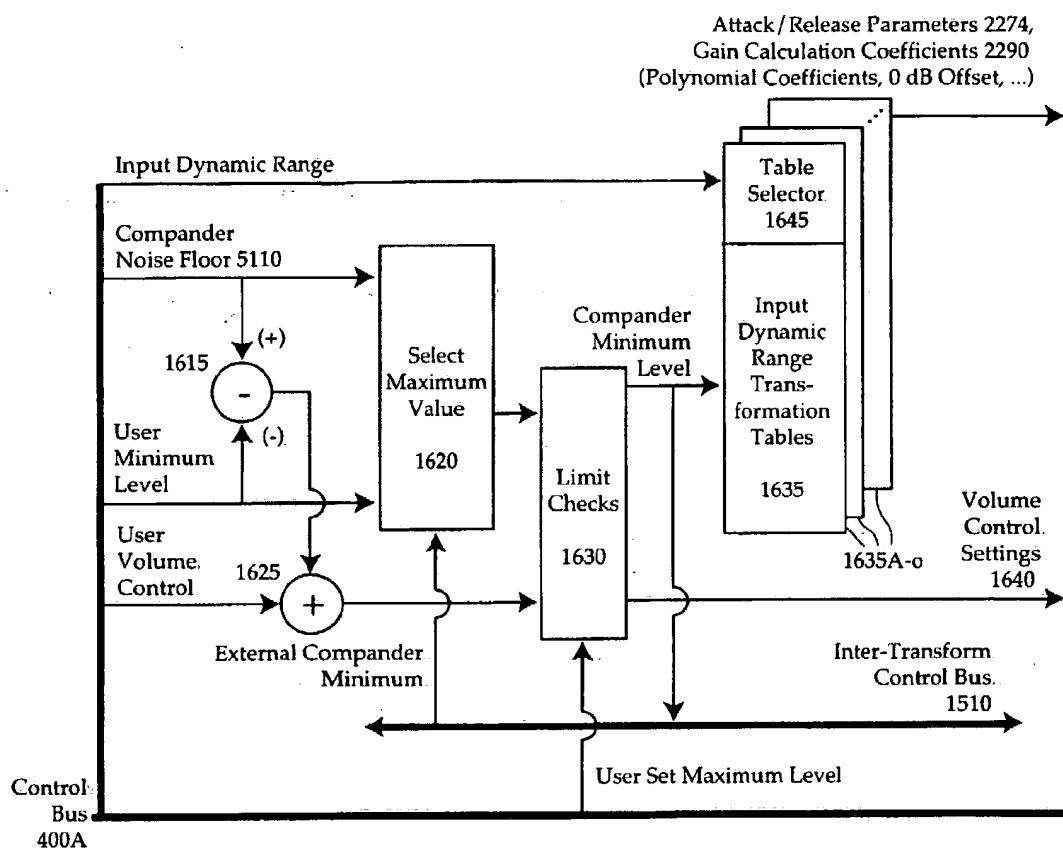 Attack/Release Parameters 2274,
Gain Calculation Coefficients 2290
(Polynomial Coefficients, 0 dB Offset, ...)
Input Dynamic Range
Table
Selector
1645
Compander
Noise Floor 5110
1615
(+)
-
(-)
Select
Maximum
Value
1620
Compander
Minimum
Level
Input
Dynamic
Range
Trans-
formation
Tables
1635
User
Minimum
Level
Limit
Checks
1630
1635A-o
Volume
Control
Settings
1640
User
Volume
Control
1625
+
External Compander
Minimum
Inter-Transform
Control Bus
1510
User Set Maximum Level
Control
Bus
400A